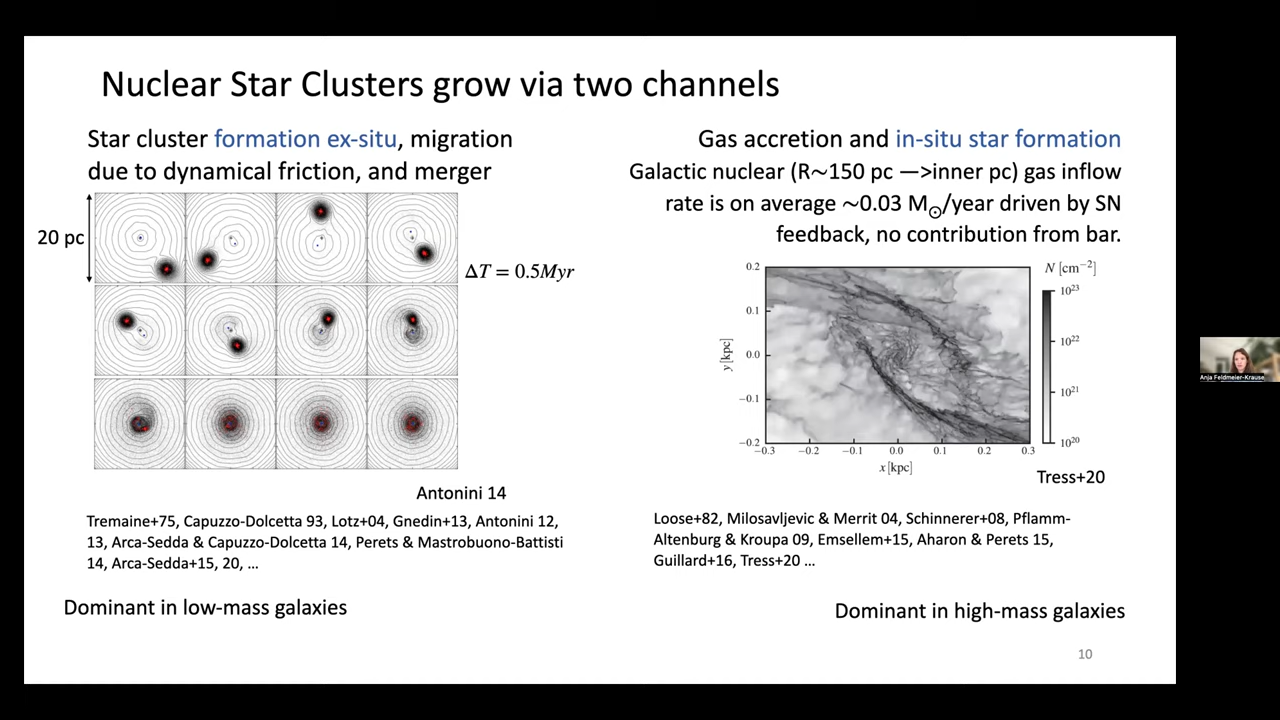 Nuclear Star Clusters grow via two channels
Star cluster formation ex-situ, migration
due to dynamical friction, and merger
20 pc
ΔT = 0.5Myr
Antonini 14
Tremaine+75, Capuzzo-Dolcetta 93, Lotz+04, Gnedin+13, Antonini 12,
13, Arca-Sedda & Capuzzo-Dolcetta 14, Perets & Mastrobuono-Battisti
14, Arca-Sedda+15, 20, ...
Dominant in low-mass galaxies
Gas accretion and in-situ star formation
Galactic nuclear (R~150 pc —>inner pc) gas inflow
rate is on average ~0.03 M⊙/year driven by SN
feedback, no contribution from bar.
N [cm⁻²]
10²³
10²²
10²¹
10²⁰
y [kpc]
0.2
0.1
0.0
−0.1
−0.2
−0.3 −0.2 −0.1 0.0 0.1 0.2 0.3
x [kpc]
Tress+20
Loose+82, Milosavljevic & Merrit 04, Schinnerer+08, Pflamm-
Altenburg & Kroupa 09, Emsellem+15, Aharon & Perets 15,
Guillard+16, Tress+20 ...
Dominant in high-mass galaxies
10
Anja Feldmeier-Krause